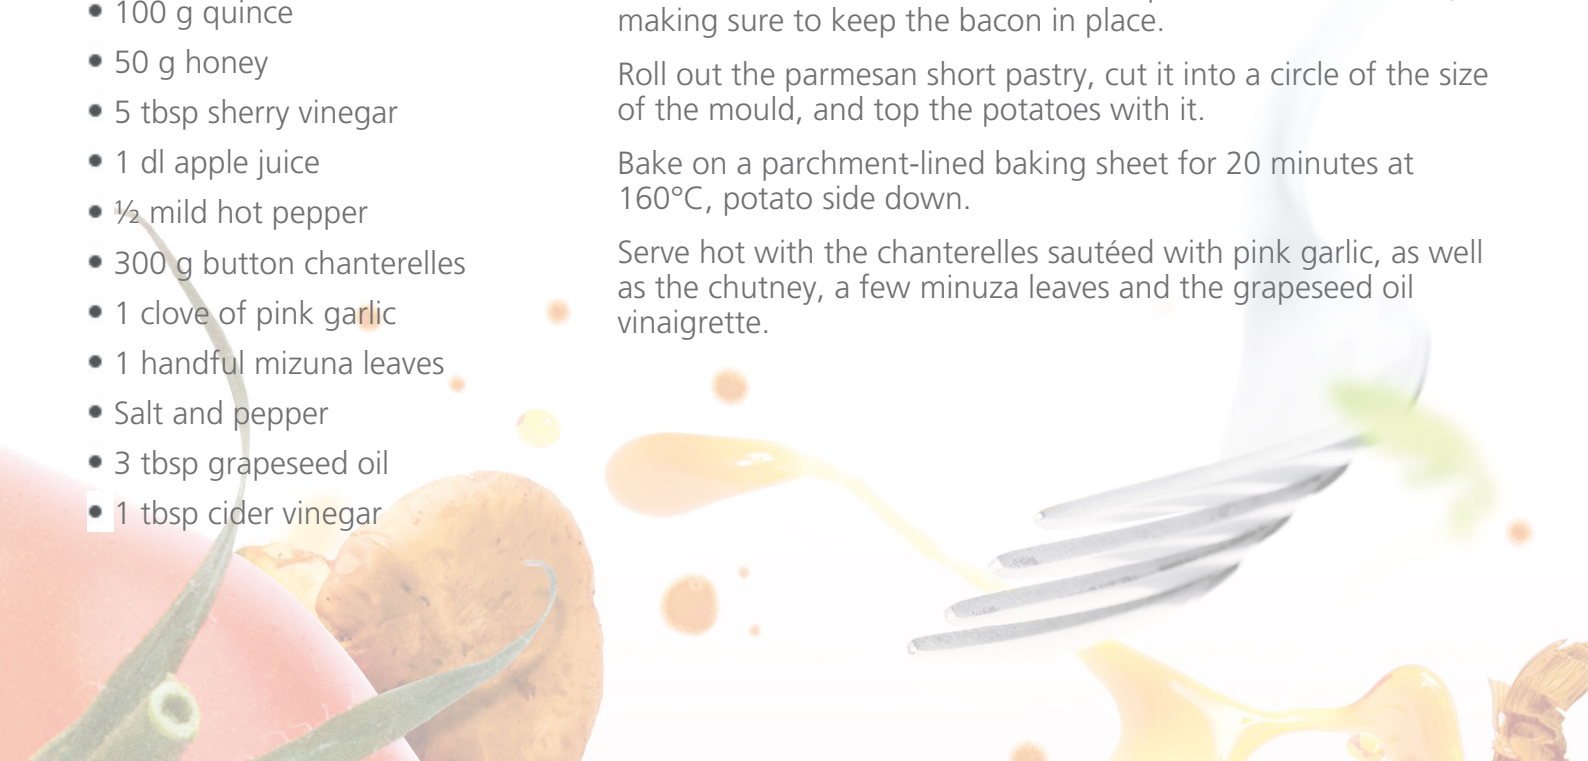 • 100 g quince
• 50 g honey
• 5 tbsp sherry vinegar
• 1 dl apple juice
• ½ mild hot pepper
• 300 g button chanterelles
• 1 clove of pink garlic
• 1 handful mizuna leaves
• Salt and pepper
• 3 tbsp grapeseed oil
• 1 tbsp cider vinegar
making sure to keep the bacon in place.
Roll out the parmesan short pastry, cut it into a circle of the size
of the mould, and top the potatoes with it.
Bake on a parchment-lined baking sheet for 20 minutes at
160°C, potato side down.
Serve hot with the chanterelles sautéed with pink garlic, as well
as the chutney, a few minuza leaves and the grapeseed oil
vinaigrette.